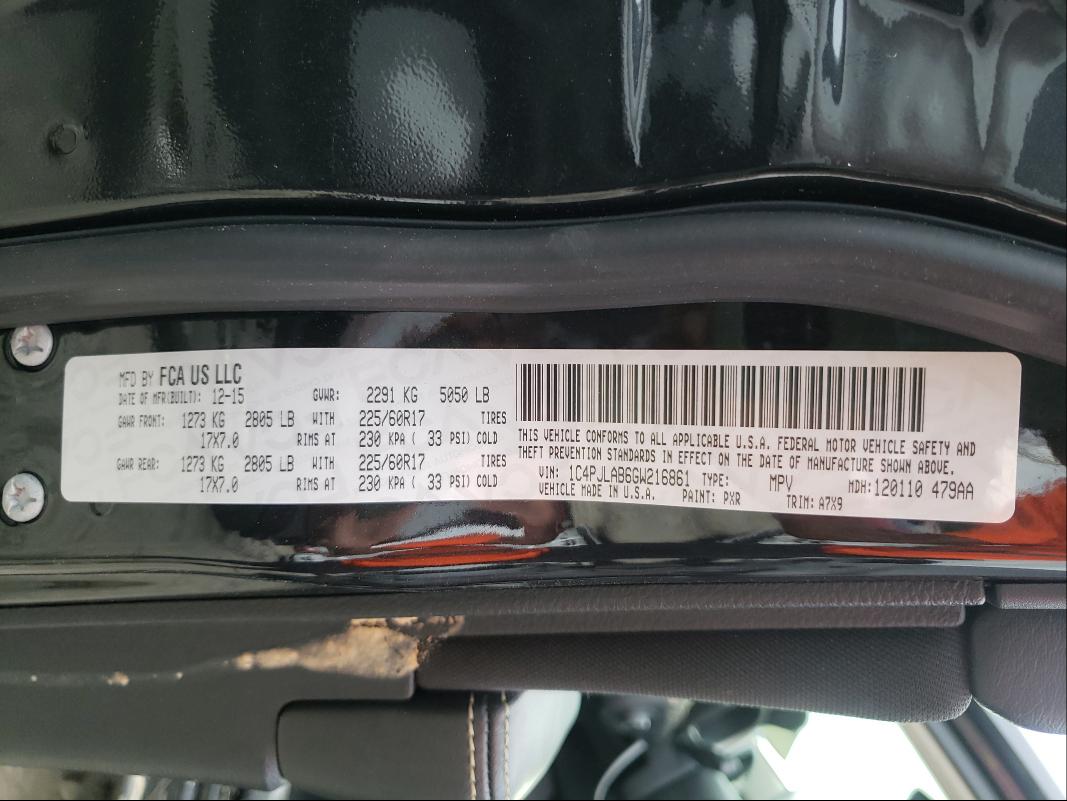 MFD BY FCA US LLC
DATE OF MFR(BUILT): 12-15 GVWR: 2291 KG 5050 LB
GAWR FRONT: 1273 KG 2805 LB WITH 225/60R17 TIRES
17X7.0 RIMS AT 230 KPA ( 33 PSI) COLD
GAWR REAR: 1273 KG 2805 LB WITH 225/60R17 TIRES
17X7.0 RIMS AT 230 KPA ( 33 PSI) COLD
THIS VEHICLE CONFORMS TO ALL APPLICABLE U.S.A. FEDERAL MOTOR VEHICLE SAFETY AND
THEFT PREVENTION STANDARDS IN EFFECT ON THE DATE OF MANUFACTURE SHOWN ABOVE.
VIN: 1C4PJLAB6GW216861 TYPE: MPV MDH:120110 479AA
VEHICLE MADE IN U.S.A. PAINT: PXR TRIM: A7X9